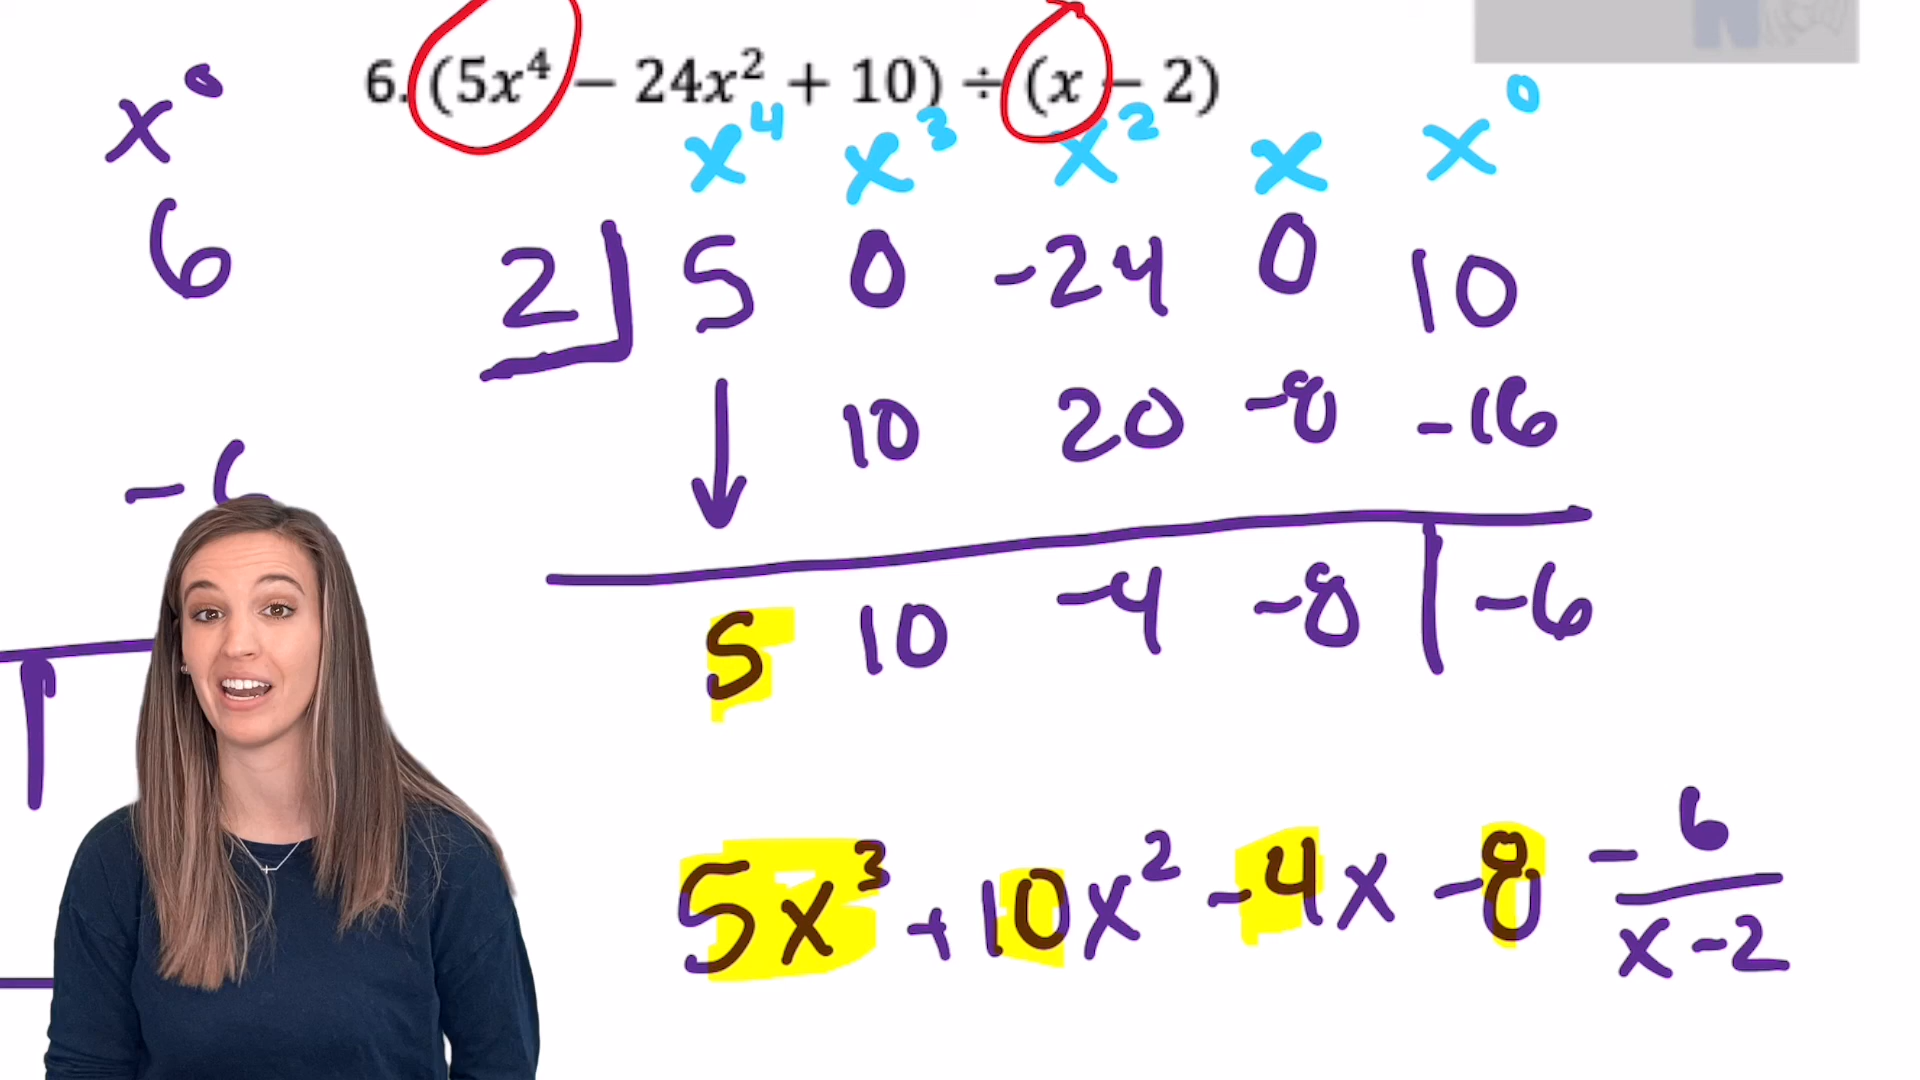 6. (5x⁴ − 24x² + 10) ÷ (x − 2)
x⁰
x⁴ x³ x² x x⁰
6
2 5 0 -24 0 10
10 20 -8 -16
-6
5 10 -4 -8 -6
5x³ + 10x² - 4x - 8 - 6
x - 2